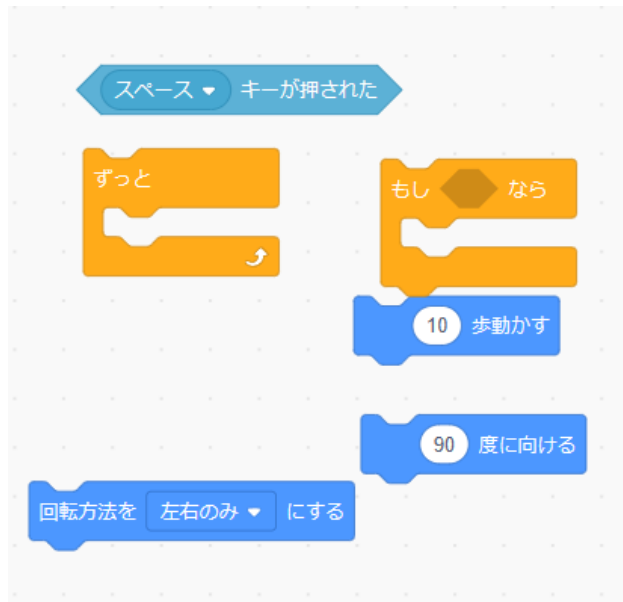 スペース キーが押された
ずっと
もし なら
10 歩動かす
90 度に向ける
回転方法を 左右のみ にする